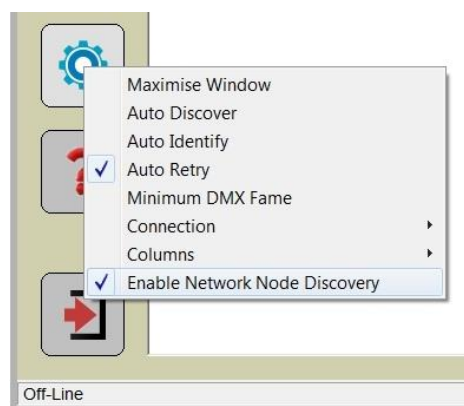 Maximise Window
Auto Discover
Auto Identify
Auto Retry
Minimum DMX Fame
Connection
Columns
Enable Network Node Discovery
Off-Line